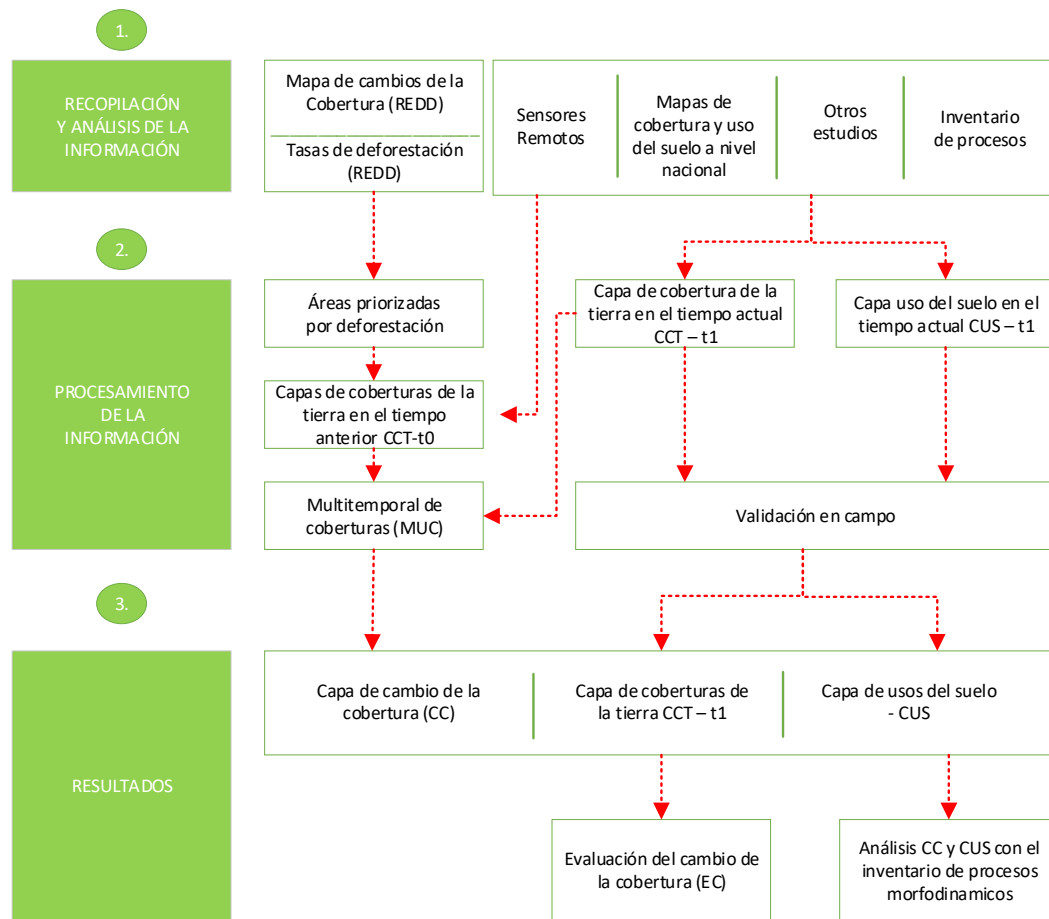 1.
RECOPILACIÓN
Y ANÁLISIS DE LA
INFORMACIÓN
Mapa de cambios de la
Cobertura (REDD)
Tasas de deforestación
(REDD)
Sensores
Remotos
Mapas de
cobertura y uso
del suelo a nivel
nacional
Otros
estudios
Inventario
de procesos
2.
PROCESAMIENTO
DE LA
INFORMACIÓN
Áreas priorizadas
por deforestación
Capa de cobertura de la
tierra en el tiempo actual
CCT – t1
Capa uso del suelo en el
tiempo actual CUS – t1
Capas de coberturas de la
tierra en el tiempo
anterior CCT-t0
Multitemporal de
coberturas (MUC)
Validación en campo
3.
RESULTADOS
Capa de cambio de la
cobertura (CC)
Capa de coberturas de
la tierra CCT – t1
Capa de usos del suelo
- CUS
Evaluación del cambio de
la cobertura (EC)
Análisis CC y CUS con el
inventario de procesos
morfodinamicos